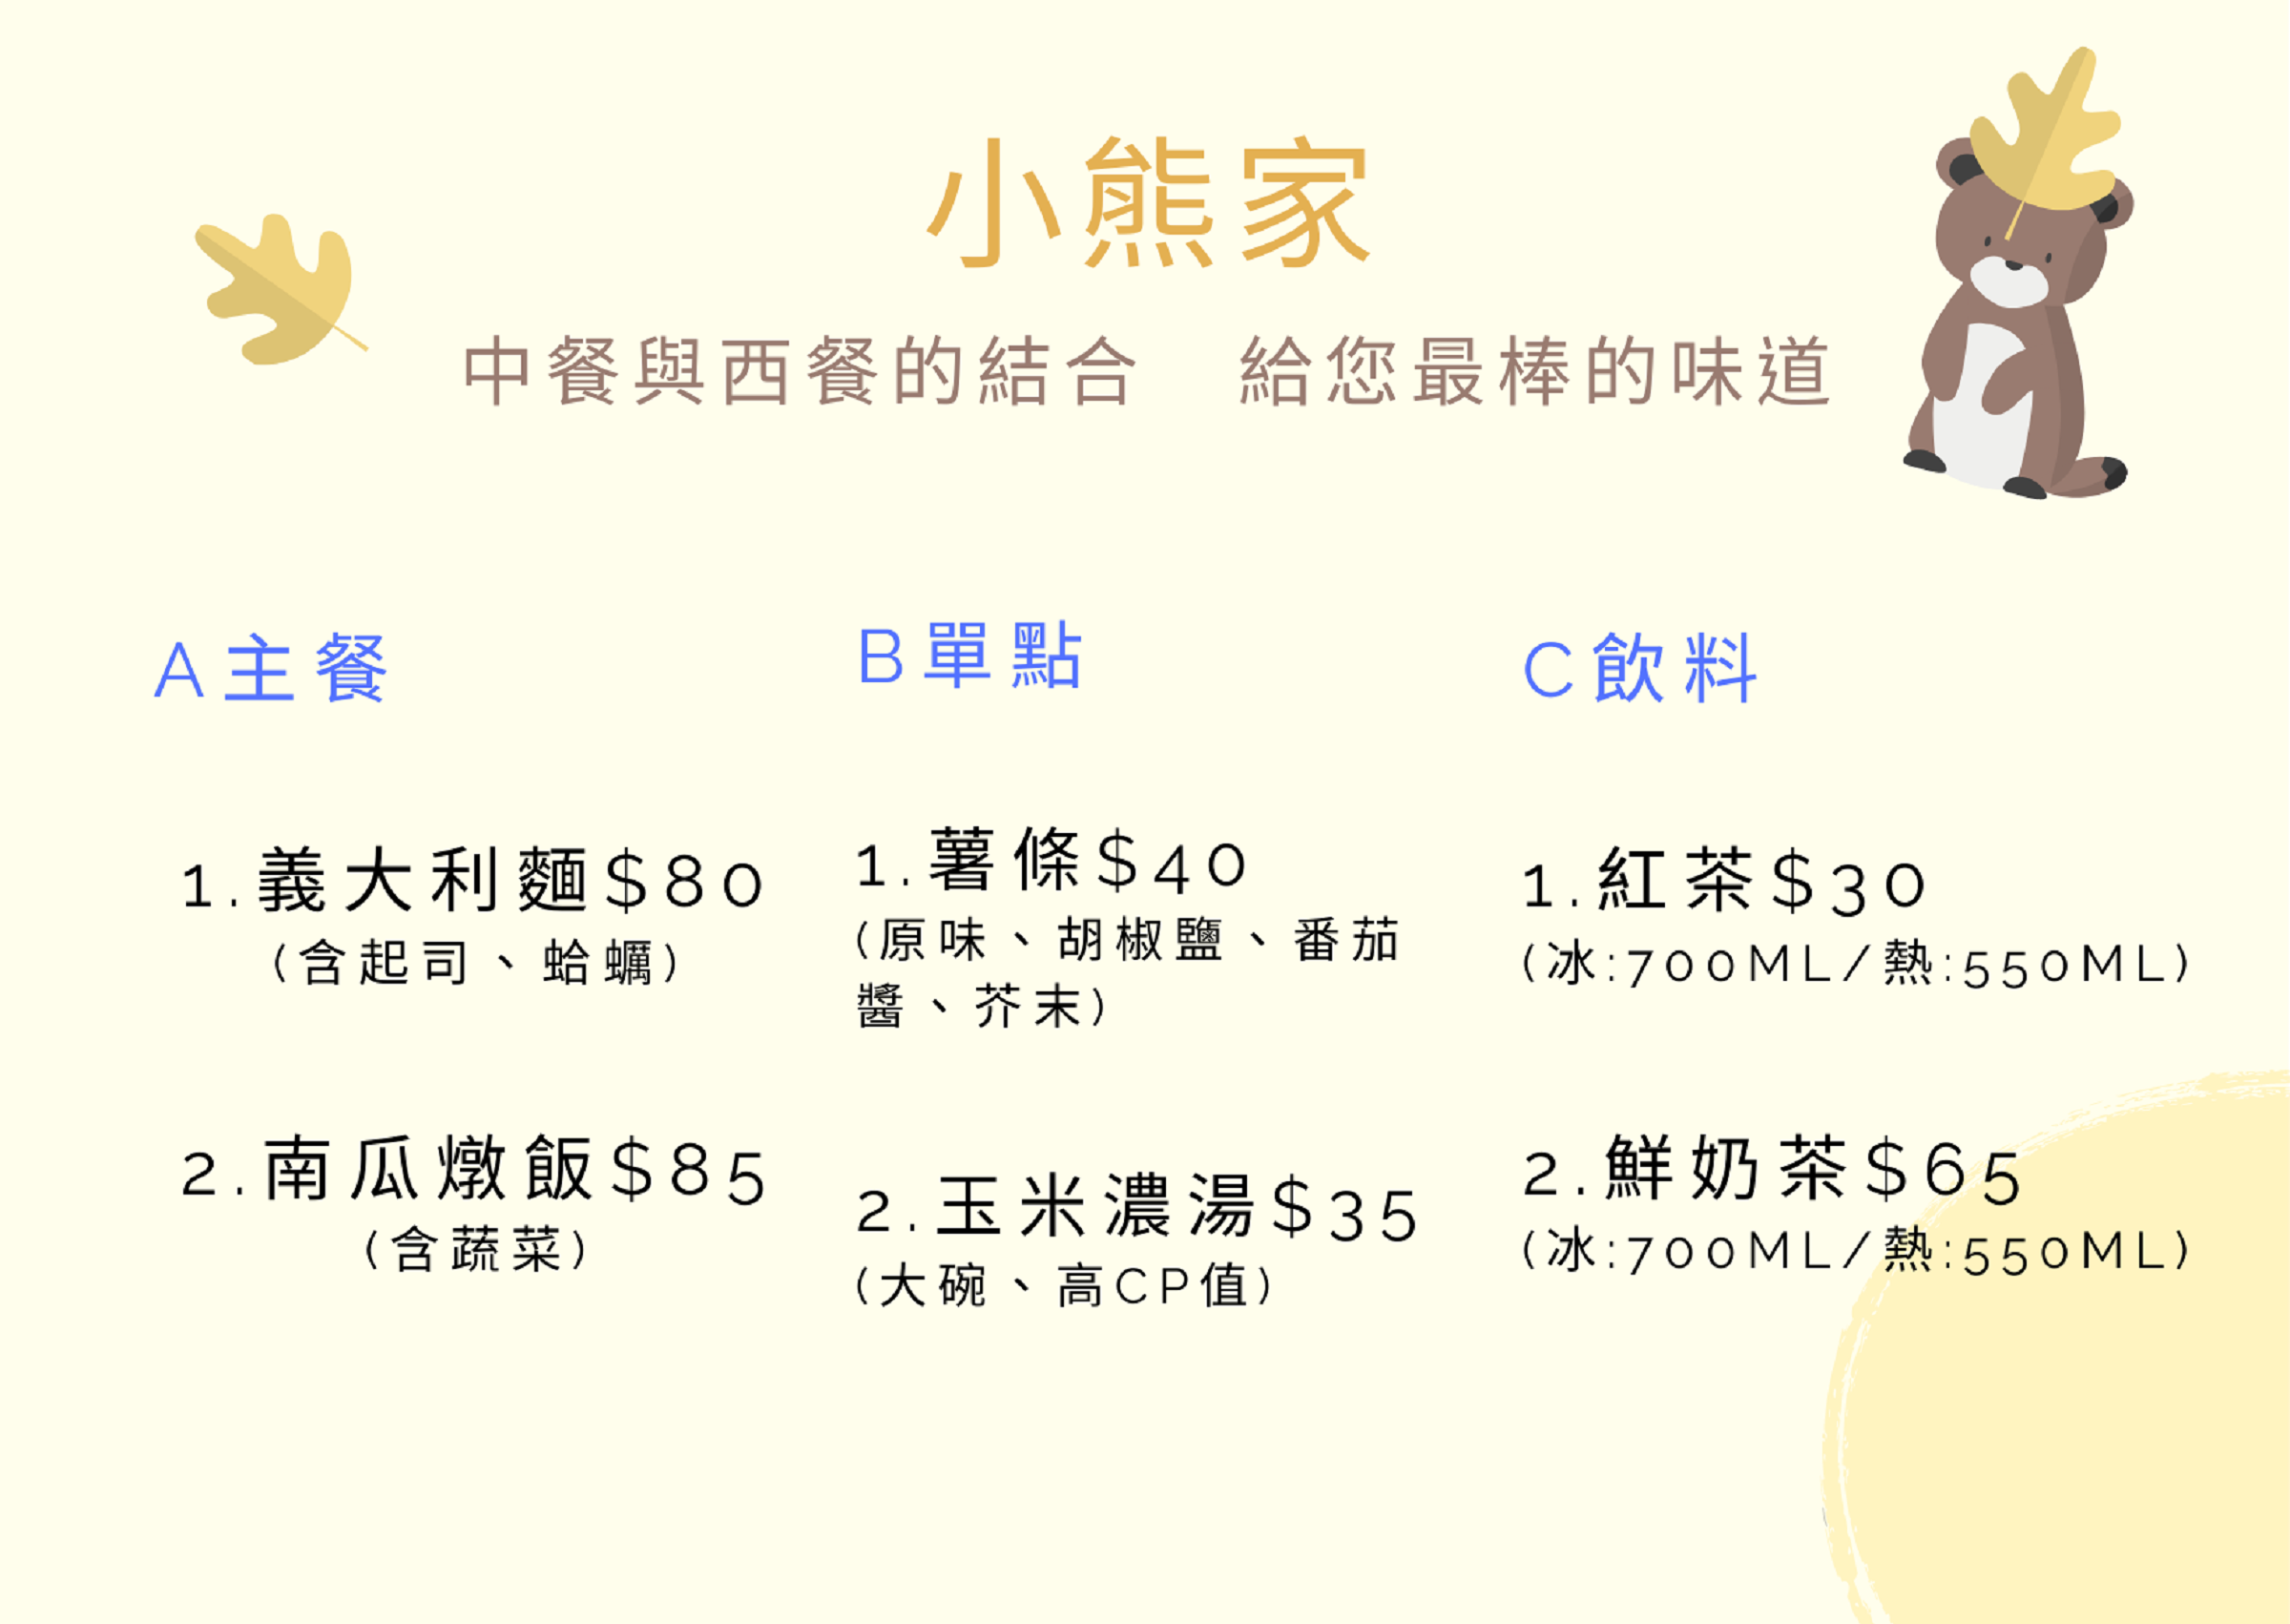 小熊家
中餐與西餐的結合　給您最棒的味道
A主餐
1.義大利麵$80
(含起司、蛤蠣)
2.南瓜燉飯$85
(含蔬菜)
B單點
1.薯條$40
(原味、胡椒鹽、番茄
醬、芥末)
2.玉米濃湯$35
(大碗、高CP值)
C飲料
1.紅茶$30
(冰:700ML/熱:550ML)
2.鮮奶茶$65
(冰:700ML/熱:550ML)